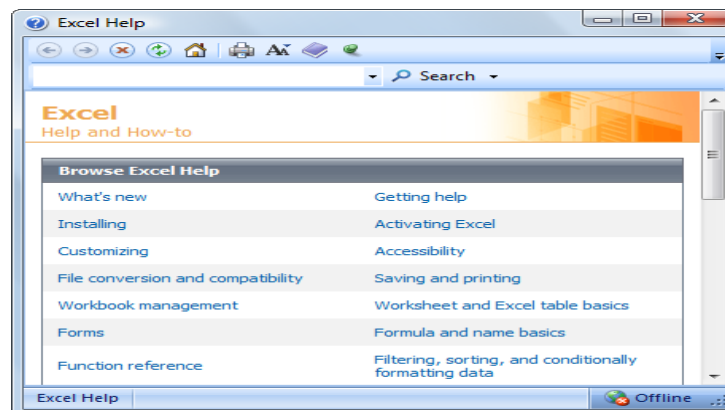 Excel Help
Search
Excel
Help and How-to
Browse Excel Help
What's new
Getting help
Installing
Activating Excel
Customizing
Accessibility
File conversion and compatibility
Saving and printing
Workbook management
Worksheet and Excel table basics
Forms
Formula and name basics
Function reference
Filtering, sorting, and conditionally
formatting data
Excel Help
Offline